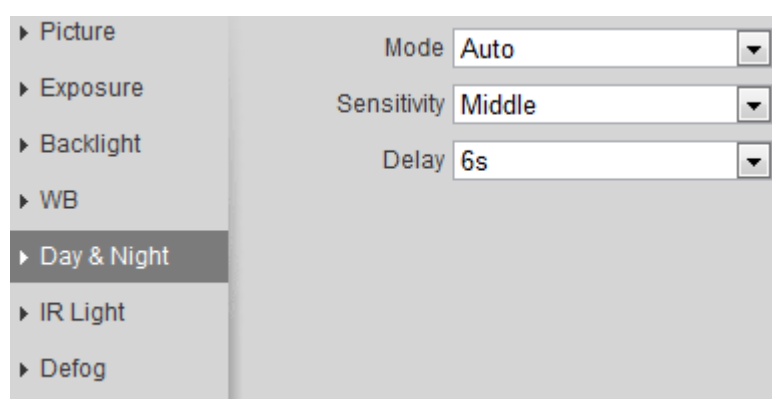 Picture
Exposure
Backlight
WB
Day & Night
IR Light
Defog
Mode Auto
Sensitivity Middle
Delay 6s